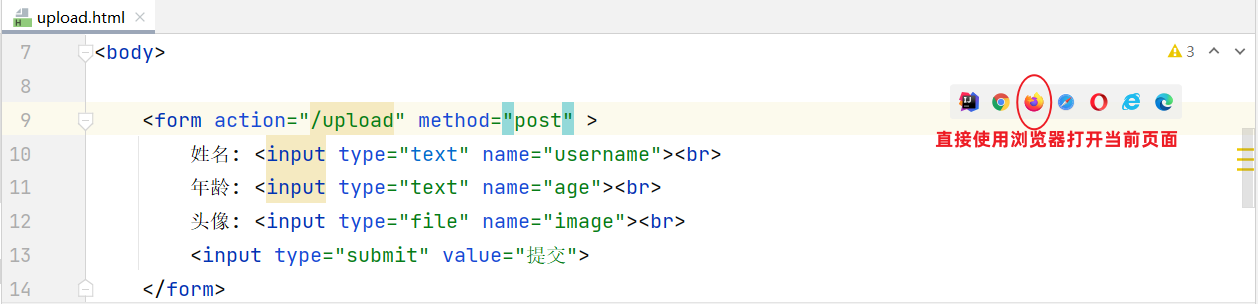 upload.html
7 <body>
3
8
9 <form action="/upload" method="post" >
直接使用浏览器打开当前页面
10 姓名: <input type="text" name="username"><br>
11 年龄: <input type="text" name="age"><br>
12 头像: <input type="file" name="image"><br>
13 <input type="submit" value="提交">
14 </form>